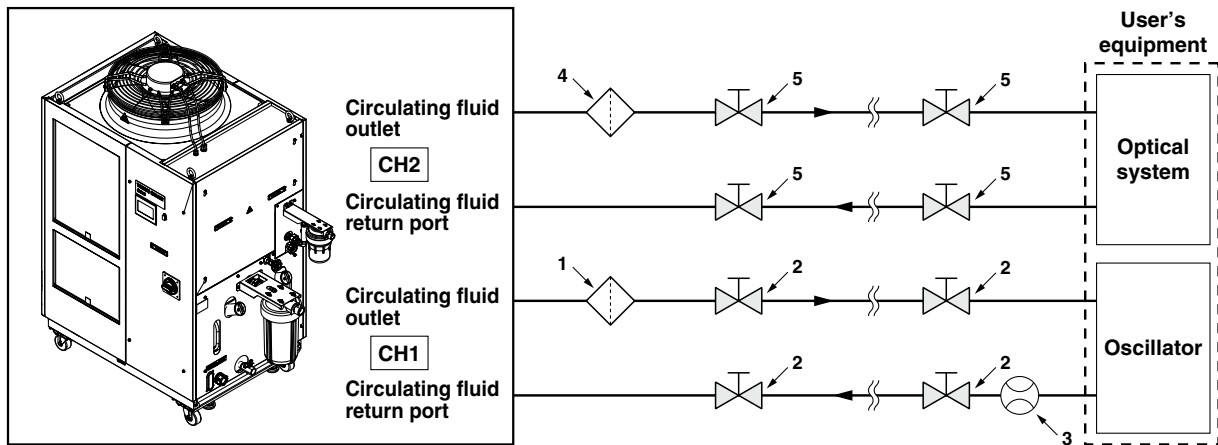 User's
equipment
4
5
5
Circulating fluid
outlet
CH2
Optical
system
5
5
Circulating fluid
return port
1
2
2
Circulating fluid
outlet
CH1
Oscillator
2
2
Circulating fluid
return port
3